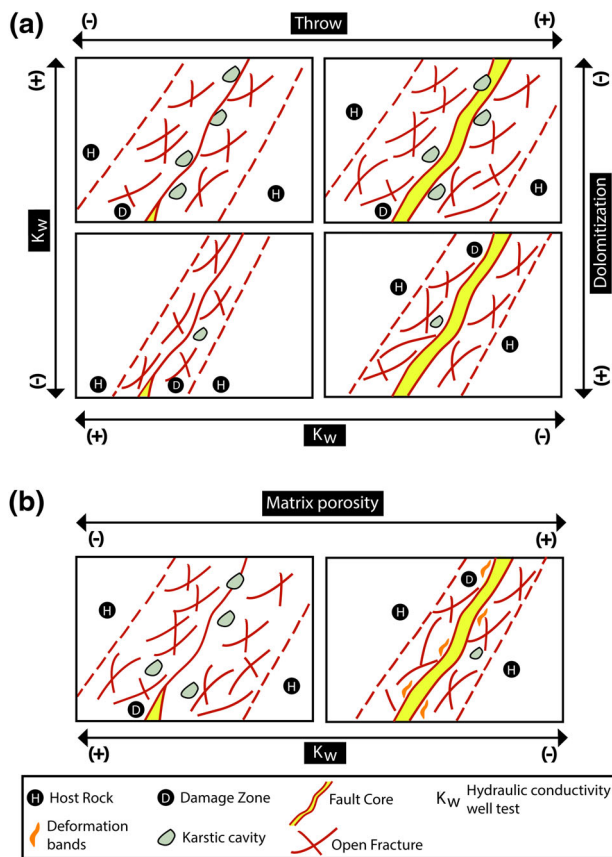 (a)
(-)
Throw
(+)
(+)
(-)
H
D
H
H
D
H
Kw
Dolomitization
H
D
H
D
H
H
(-)
(+)
(+)
Kw
(-)
(b)
Matrix porosity
(-)
(+)
H
D
H
D
H
H
(+)
Kw
(-)
H Host Rock
D Damage Zone
Fault Core
Kw Hydraulic conductivity
well test
Deformation
bands
Karstic cavity
Open Fracture